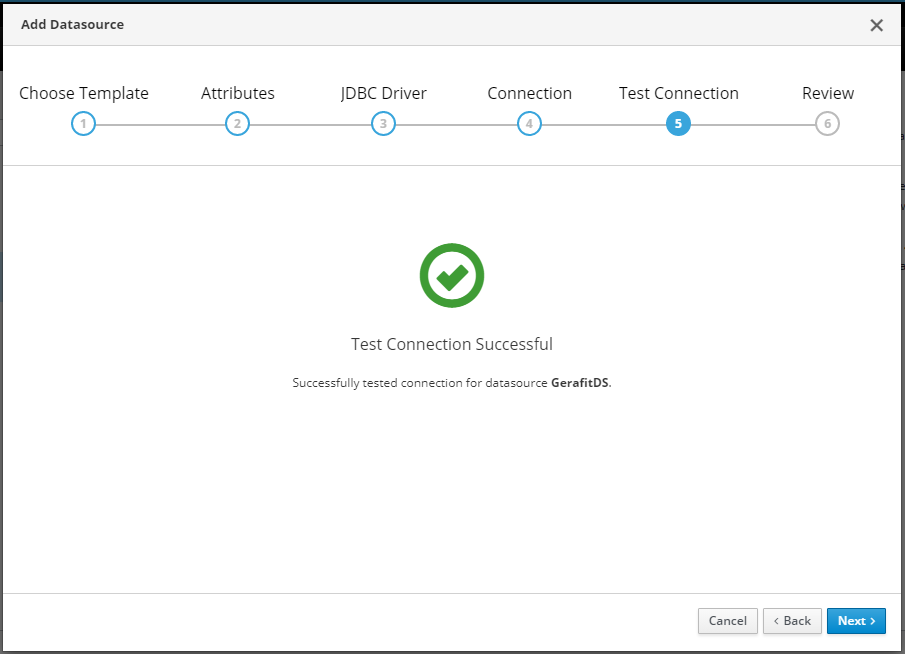 Add Datasource
Choose Template Attributes JDBC Driver Connection Test Connection Review
1 2 3 4 5 6
Test Connection Successful
Successfully tested connection for datasource GerafitDS.
Cancel Back Next